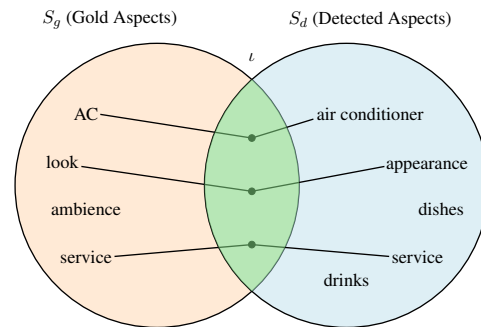 S_g (Gold Aspects)
S_d (Detected Aspects)
ι
AC
air conditioner
look
appearance
ambience
dishes
service
service
drinks